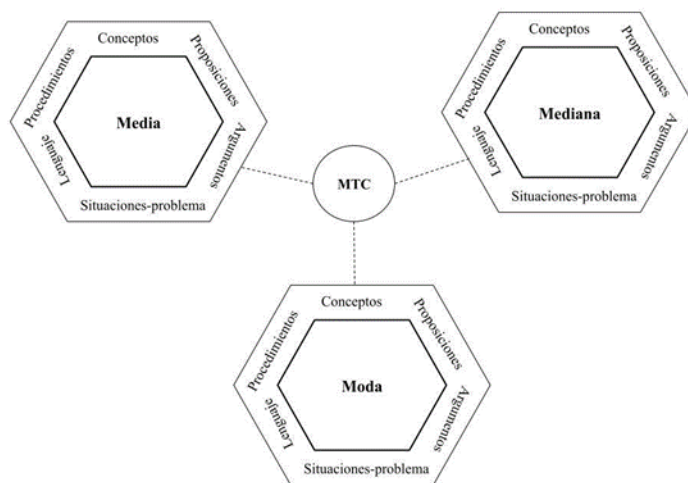 Conceptos
Procedimientos
Proposiciones
Media
Lenguaje
Argumentos
Situaciones-problema
Conceptos
Procedimientos
Proposiciones
Mediana
Lenguaje
Argumentos
Situaciones-problema
MTC
Conceptos
Procedimientos
Proposiciones
Moda
Lenguaje
Argumentos
Situaciones-problema